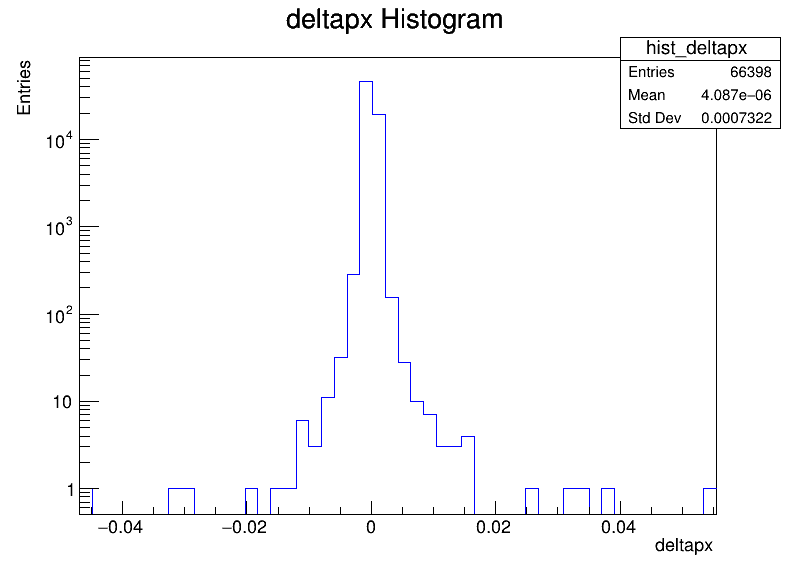 deltapx Histogram
hist_deltapx
Entries 66398
Mean 4.087e−06
Std Dev 0.0007322
Entries
10^4
10^3
10^2
10
1
−0.04 −0.02 0 0.02 0.04
deltapx